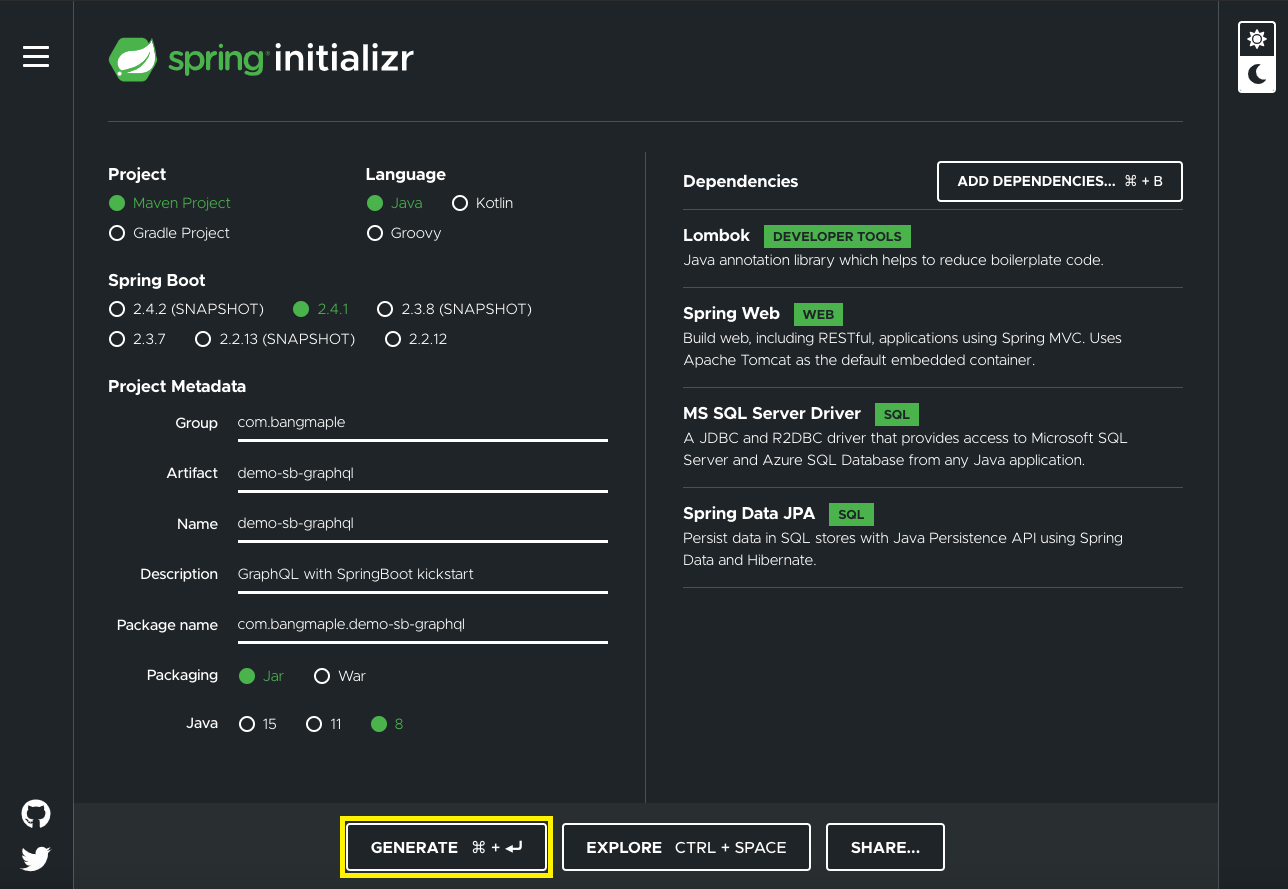 spring initializr
Project
Maven Project
Gradle Project
Language
Java Kotlin
Groovy
Spring Boot
2.4.2 (SNAPSHOT) 2.4.1 2.3.8 (SNAPSHOT)
2.3.7 2.2.13 (SNAPSHOT) 2.2.12
Project Metadata
Group com.bangmaple
Artifact demo-sb-graphql
Name demo-sb-graphql
Description GraphQL with SpringBoot kickstart
Package name com.bangmaple.demo-sb-graphql
Packaging Jar War
Java 15 11 8
Dependencies ADD DEPENDENCIES... ⌘ + B
Lombok DEVELOPER TOOLS
Java annotation library which helps to reduce boilerplate code.
Spring Web WEB
Build web, including RESTful, applications using Spring MVC. Uses
Apache Tomcat as the default embedded container.
MS SQL Server Driver SQL
A JDBC and R2DBC driver that provides access to Microsoft SQL
Server and Azure SQL Database from any Java application.
Spring Data JPA SQL
Persist data in SQL stores with Java Persistence API using Spring
Data and Hibernate.
GENERATE ⌘ + ⏎ EXPLORE CTRL + SPACE SHARE...